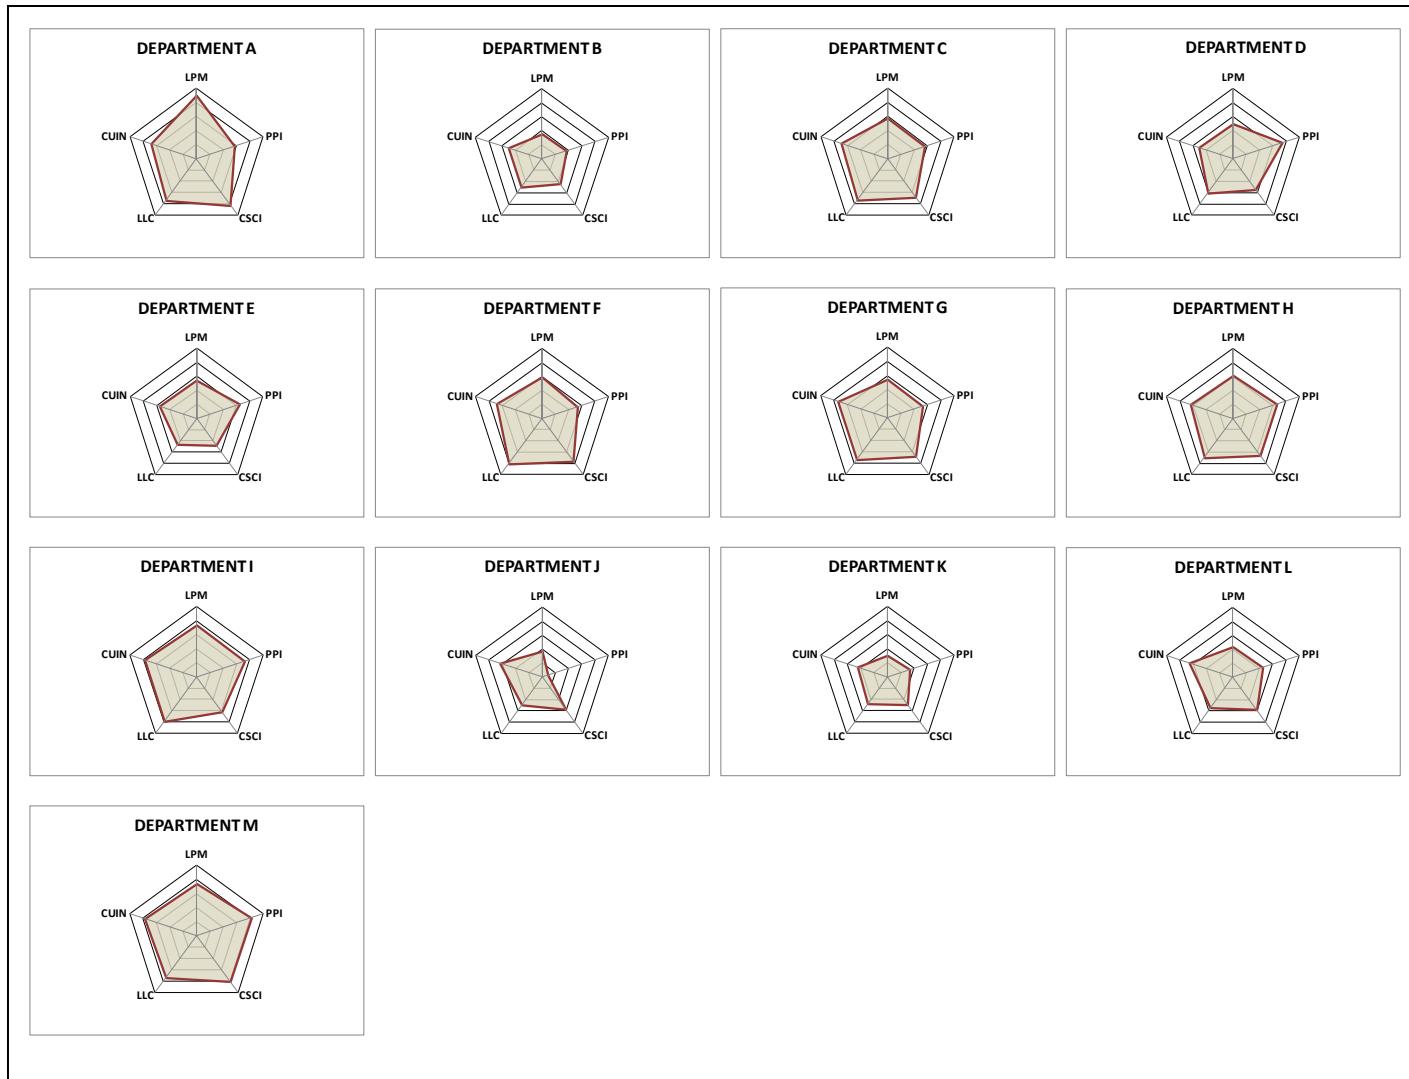 DEPARTMENT A
LPM
CUIN
PPI
LLC
CSCI
DEPARTMENT B
LPM
CUIN
PPI
LLC
CSCI
DEPARTMENT C
LPM
CUIN
PPI
LLC
CSCI
DEPARTMENT D
LPM
CUIN
PPI
LLC
CSCI
DEPARTMENT E
LPM
CUIN
PPI
LLC
CSCI
DEPARTMENT F
LPM
CUIN
PPI
LLC
CSCI
DEPARTMENT G
LPM
CUIN
PPI
LLC
CSCI
DEPARTMENT H
LPM
CUIN
PPI
LLC
CSCI
DEPARTMENT I
LPM
CUIN
PPI
LLC
CSCI
DEPARTMENT J
LPM
CUIN
PPI
LLC
CSCI
DEPARTMENT K
LPM
CUIN
PPI
LLC
CSCI
DEPARTMENT L
LPM
CUIN
PPI
LLC
CSCI
DEPARTMENT M
LPM
CUIN
PPI
LLC
CSCI